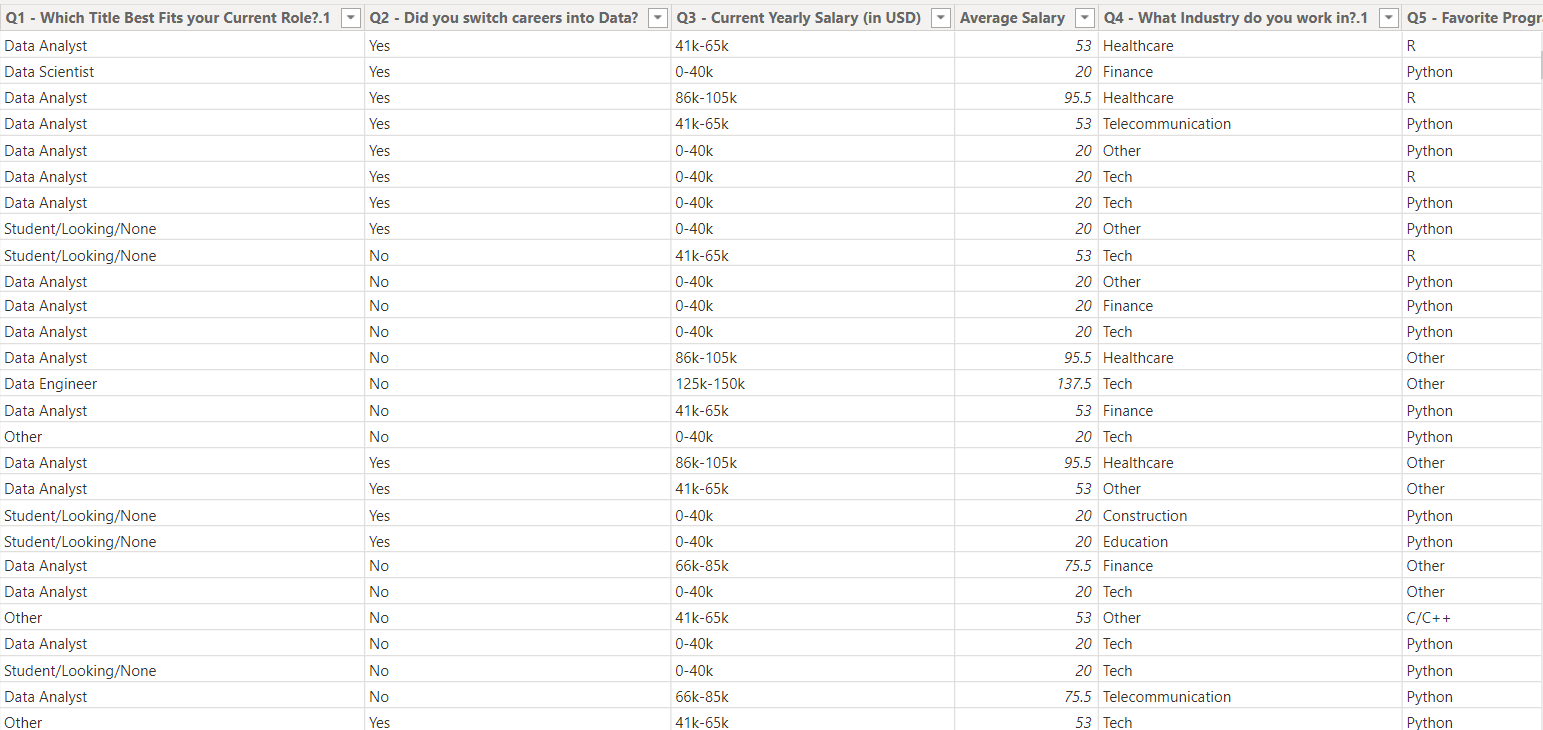 Q1 - Which Title Best Fits your Current Role?.1 Q2 - Did you switch careers into Data? Q3 - Current Yearly Salary (in USD) Average Salary Q4 - What Industry do you work in?.1 Q5 - Favorite Progra
Data Analyst Yes 41k-65k 53 Healthcare R
Data Scientist Yes 0-40k 20 Finance Python
Data Analyst Yes 86k-105k 95.5 Healthcare R
Data Analyst Yes 41k-65k 53 Telecommunication Python
Data Analyst Yes 0-40k 20 Other Python
Data Analyst Yes 0-40k 20 Tech R
Data Analyst Yes 0-40k 20 Tech Python
Student/Looking/None Yes 0-40k 20 Other Python
Student/Looking/None No 41k-65k 53 Tech R
Data Analyst No 0-40k 20 Other Python
Data Analyst No 0-40k 20 Finance Python
Data Analyst No 0-40k 20 Tech Python
Data Analyst No 86k-105k 95.5 Healthcare Other
Data Engineer No 125k-150k 137.5 Tech Other
Data Analyst No 41k-65k 53 Finance Python
Other No 0-40k 20 Tech Python
Data Analyst Yes 86k-105k 95.5 Healthcare Other
Data Analyst Yes 41k-65k 53 Other Other
Student/Looking/None Yes 0-40k 20 Construction Python
Student/Looking/None Yes 0-40k 20 Education Python
Data Analyst No 66k-85k 75.5 Finance Other
Data Analyst No 0-40k 20 Tech Other
Other No 41k-65k 53 Other C/C++
Data Analyst No 0-40k 20 Tech Python
Student/Looking/None No 0-40k 20 Tech Python
Data Analyst No 66k-85k 75.5 Telecommunication Python
Other Yes 41k-65k 53 Tech Python